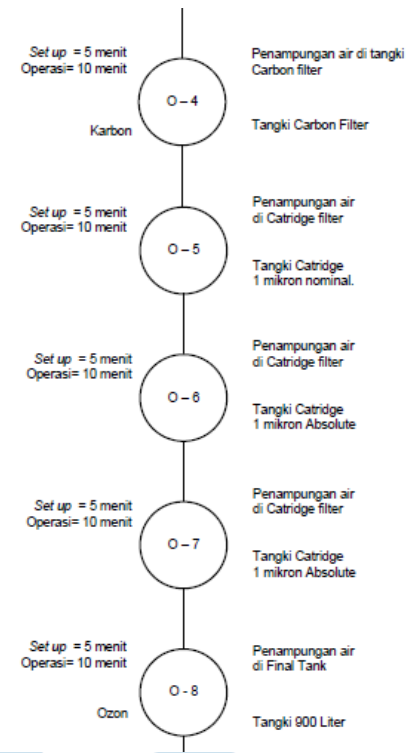 Set up = 5 menit
Operasi= 10 menit
Penampungan air di tangki
Carbon filter
O – 4
Karbon
Tangki Carbon Filter
Set up = 5 menit
Operasi= 10 menit
Penampungan air
di Catridge filter
O – 5
Tangki Catridge
1 mikron nominal.
Set up = 5 menit
Operasi= 10 menit
Penampungan air
di Catridge filter
O – 6
Tangki Catridge
1 mikron Absolute
Set up = 5 menit
Operasi= 10 menit
Penampungan air
di Catridge filter
O – 7
Tangki Catridge
1 mikron Absolute
Set up = 5 menit
Operasi= 10 menit
Penampungan air
di Final Tank
O - 8
Ozon
Tangki 900 Liter